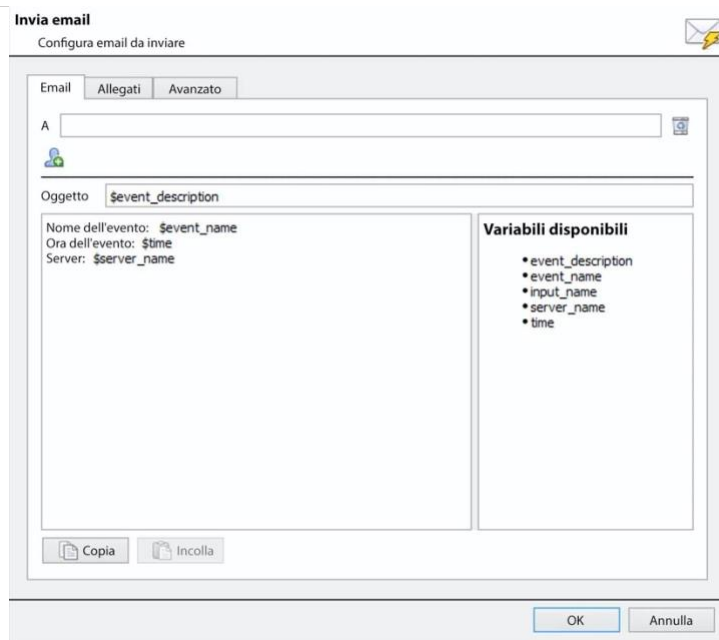 Invia email
Configura email da inviare
Email Allegati Avanzato
A
Oggetto $event_description
Nome dell'evento: $event_name
Ora dell'evento: $time
Server: $server_name
Variabili disponibili
• event_description
• event_name
• input_name
• server_name
• time
Copia Incolla
OK Annulla